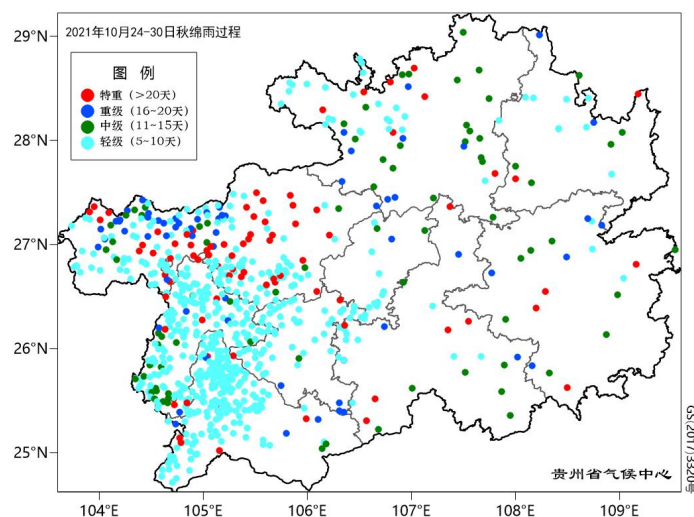 2021年10月24-30日秋绵雨过程
图 例
特重 (>20天)
重级 (16~20天)
中级 (11~15天)
轻级 (5~10天)
29°N
28°N
27°N
26°N
25°N
104°E
105°E
106°E
107°E
108°E
109°E
贵州省气候中心
GS(2017)3320号